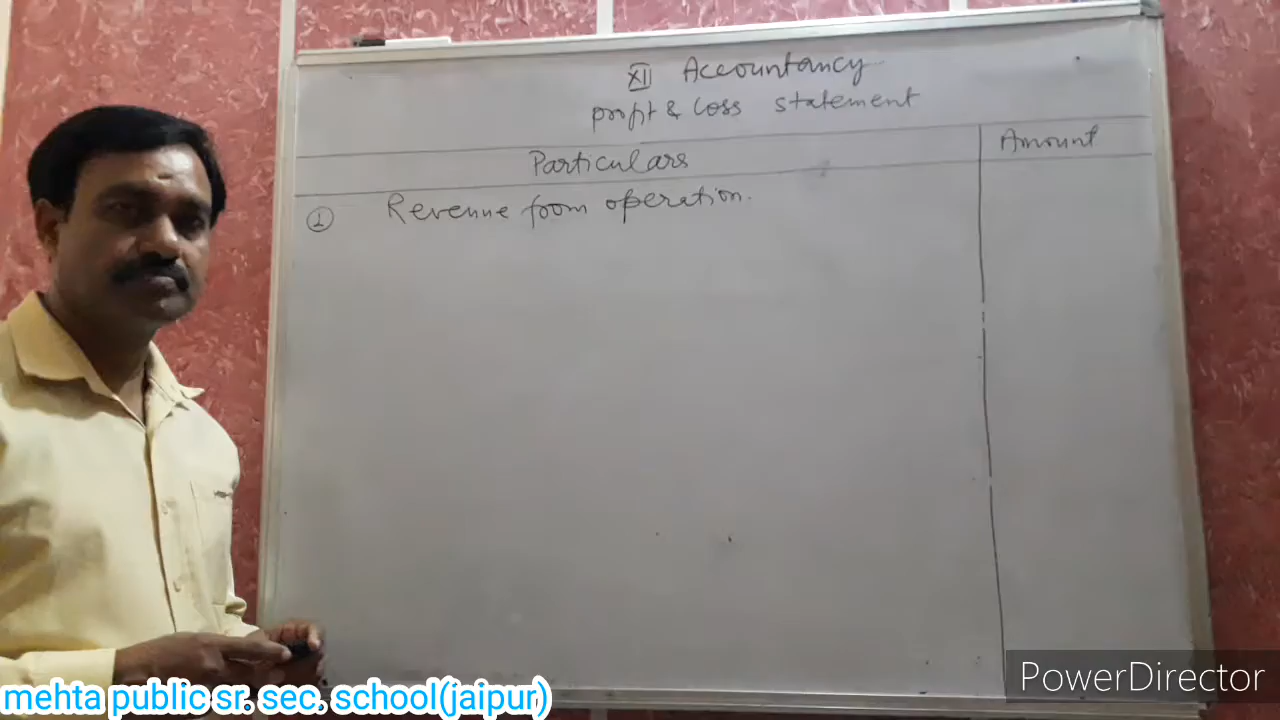 XII Accountancy
profit & Loss statement
Particulars
Amount
① Revenue from operation.
PowerDirector
mehta public sr. sec. school(jaipur)